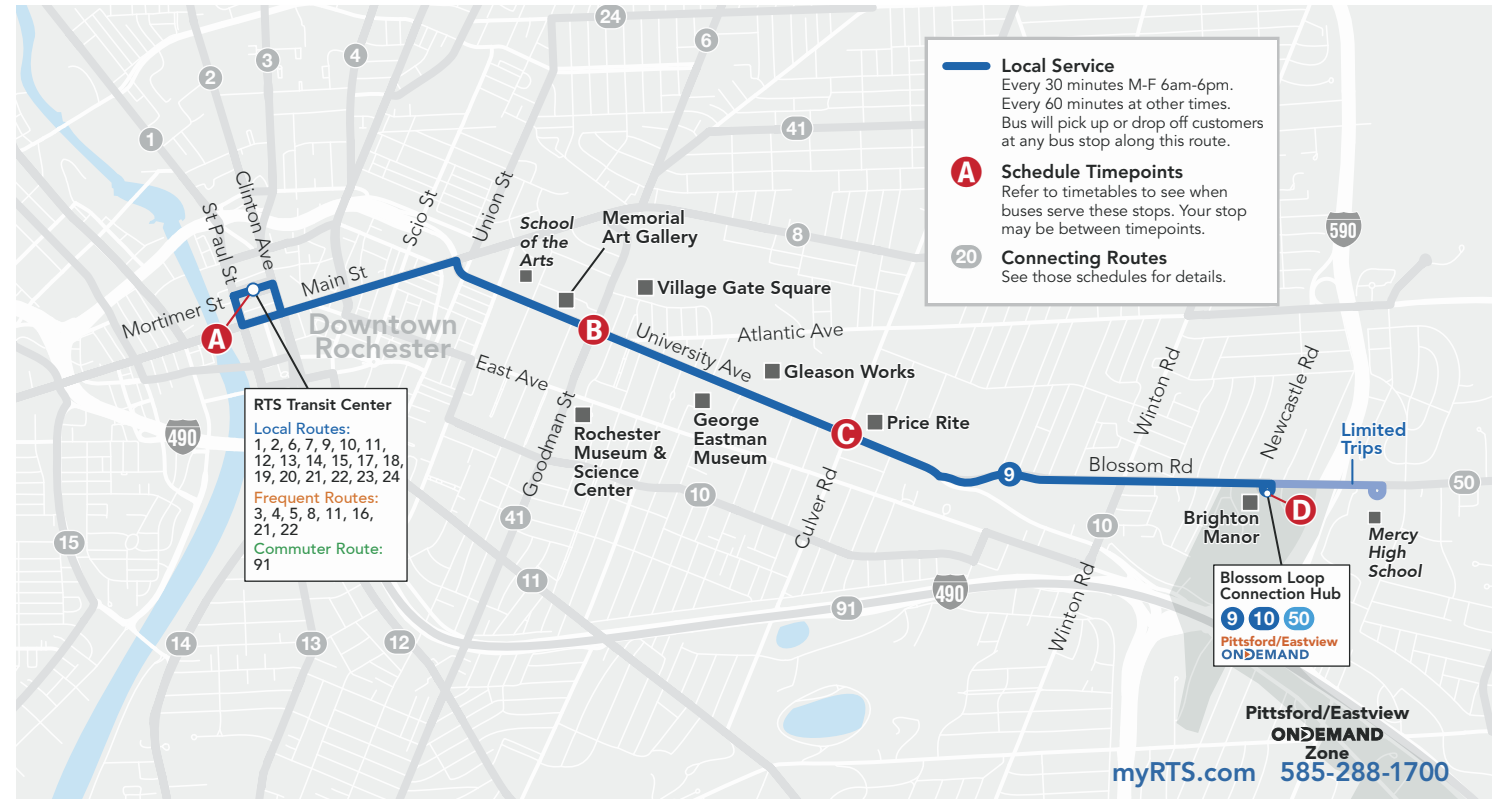 24
6
3
4
2
1
41
8
Local Service
Every 30 minutes M-F 6am-6pm.
Every 60 minutes at other times.
Bus will pick up or drop off customers
at any bus stop along this route.
A
Schedule Timepoints
Refer to timetables to see when
buses serve these stops. Your stop
may be between timepoints.
20
Connecting Routes
See those schedules for details.
590
Clinton Ave
St Paul St
Scio St
Union St
School
of the
Arts
Memorial
Art Gallery
Village Gate Square
Mortimer St
Main St
A
Downtown
Rochester
B
University Ave
Atlantic Ave
East Ave
Gleason Works
Goodman St
George
Eastman
Museum
Rochester
Museum &
Science
Center
C
Price Rite
Culver Rd
Winton Rd
Newcastle Rd
Limited
Trips
Blossom Rd
9
50
D
Brighton
Manor
Mercy
High
School
RTS Transit Center
Local Routes:
1, 2, 6, 7, 9, 10, 11,
12, 13, 14, 15, 17, 18,
19, 20, 21, 22, 23, 24
Frequent Routes:
3, 4, 5, 8, 11, 16,
21, 22
Commuter Route:
91
490
10
41
10
15
11
91
490
Winton Rd
14
13
12
Blossom Loop
Connection Hub
9 10 50
Pittsford/Eastview
ONDEMAND
Pittsford/Eastview
ONDEMAND
Zone
myRTS.com 585-288-1700